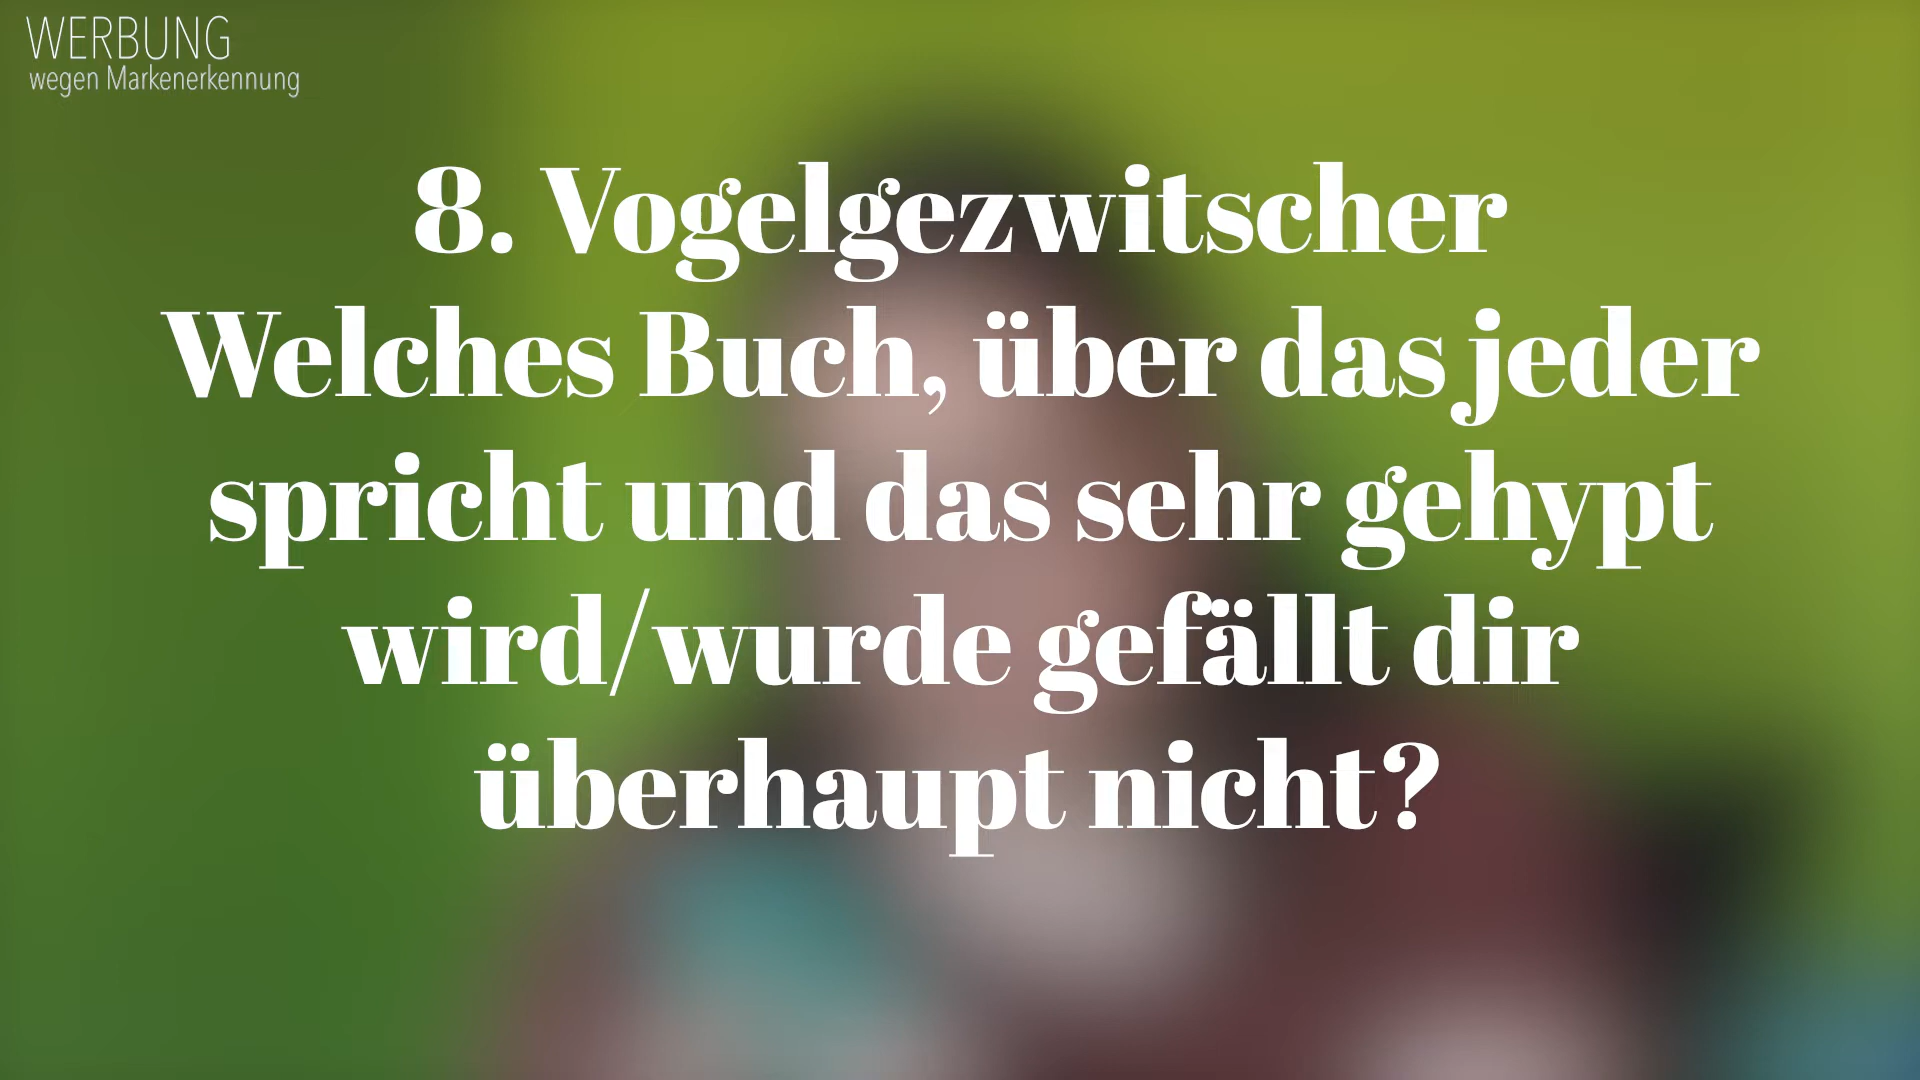 WERBUNG
wegen Markenerkennung
8. Vogelgezwitscher
Welches Buch, über das jeder
spricht und das sehr gehypt
wird/wurde gefällt dir
überhaupt nicht?